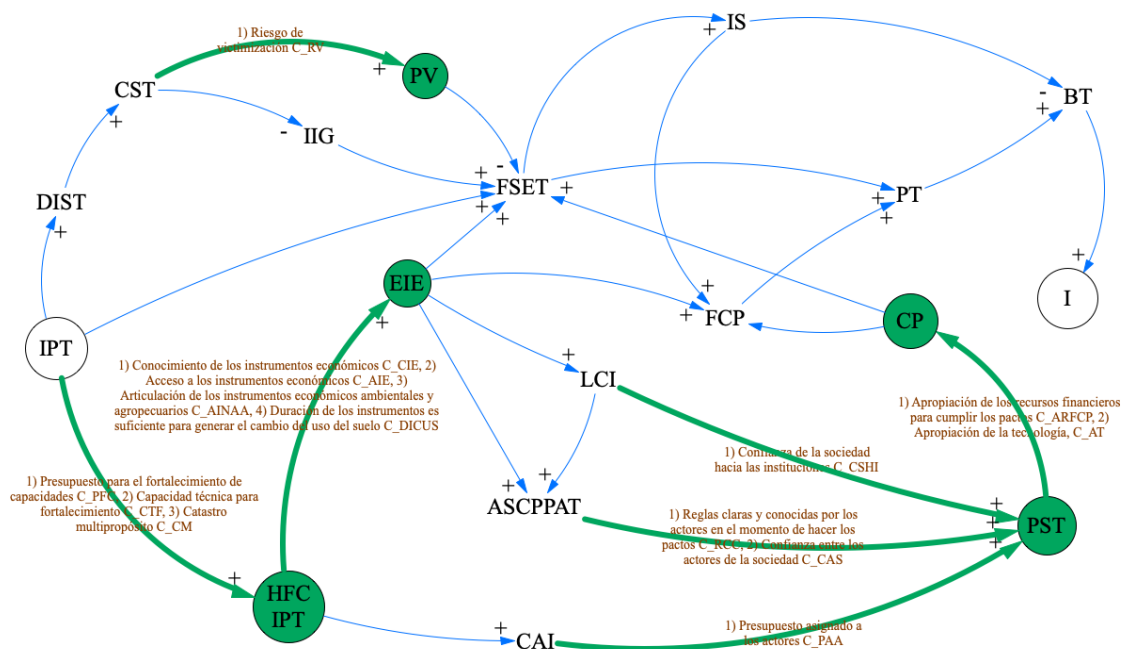 IS
1) Riesgo de
victimización C_RV
+
+
PV
CST
-
+
BT
+
-
IIG
+
-
FSET
+
+
+
DIST
+
PT
+
+
EIE
+
+
I
IPT
+
FCP
+
CP
1) Conocimiento de los instrumentos económicos C_CIE, 2)
Acceso a los instrumentos económicos C_AIE, 3)
Articulación de los instrumentos económicos ambientales y
agropecuarios C_AINAA, 4) Duración de los instrumentos es
suficiente para generar el cambio del uso del suelo C_DICUS
+
LCI
1) Apropiación de los recursos financieros
para cumplir los pactos C_ARFCP, 2)
Apropiación de la tecnología, C_AT
1) Confianza de la sociedad
hacia las instituciones C_CSHI
1) Presupuesto para el fortalecimiento de
capacidades C_PFC, 2) Capacidad técnica para
fortalecimiento C_CTF, 3) Catastro
multipropósito C_CM
+
+
ASCPPAT
1) Reglas claras y conocidas por los
actores en el momento de hacer los
pactos C_RCC, 2) Confianza entre los
actores de la sociedad C_CAS
+
+
+
PST
+
HFC
IPT
+
CAI
1) Presupuesto asignado a
los actores C_PAA